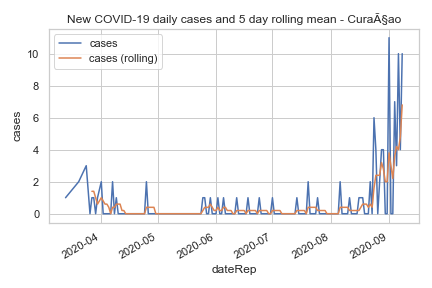 New COVID-19 daily cases and 5 day rolling mean - CuraÃ§ao
cases
cases (rolling)
10
8
6
4
2
0
cases
2020-04
2020-05
2020-06
2020-07
2020-08
2020-09
dateRep